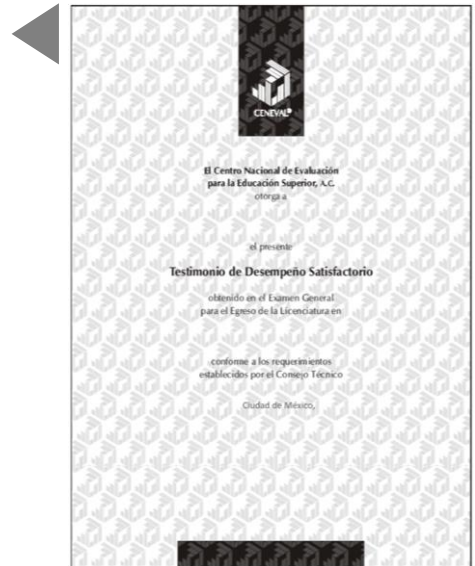 CENEVAL®
El Centro Nacional de Evaluación
para la Educación Superior, A.C.
otorga a
el presente
Testimonio de Desempeño Satisfactorio
obtenido en el Examen General
para el Egreso de la Licenciatura en
conforme a los requerimientos
establecidos por el Consejo Técnico
Ciudad de México,